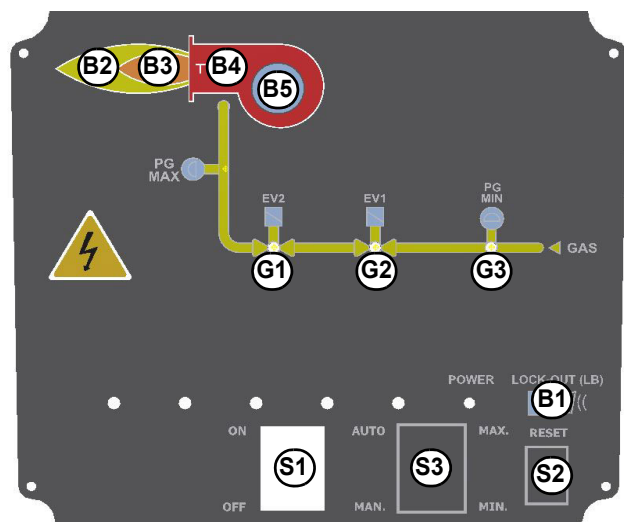 B2 B3 T B4
B5
PG
MAX
EV2 EV1 PG
MIN
GAS
G1 G2 G3
POWER LOCK-OUT (LB)
B1
ON AUTO MAX. RESET
S1 S3 S2
OFF MAN. MIN.